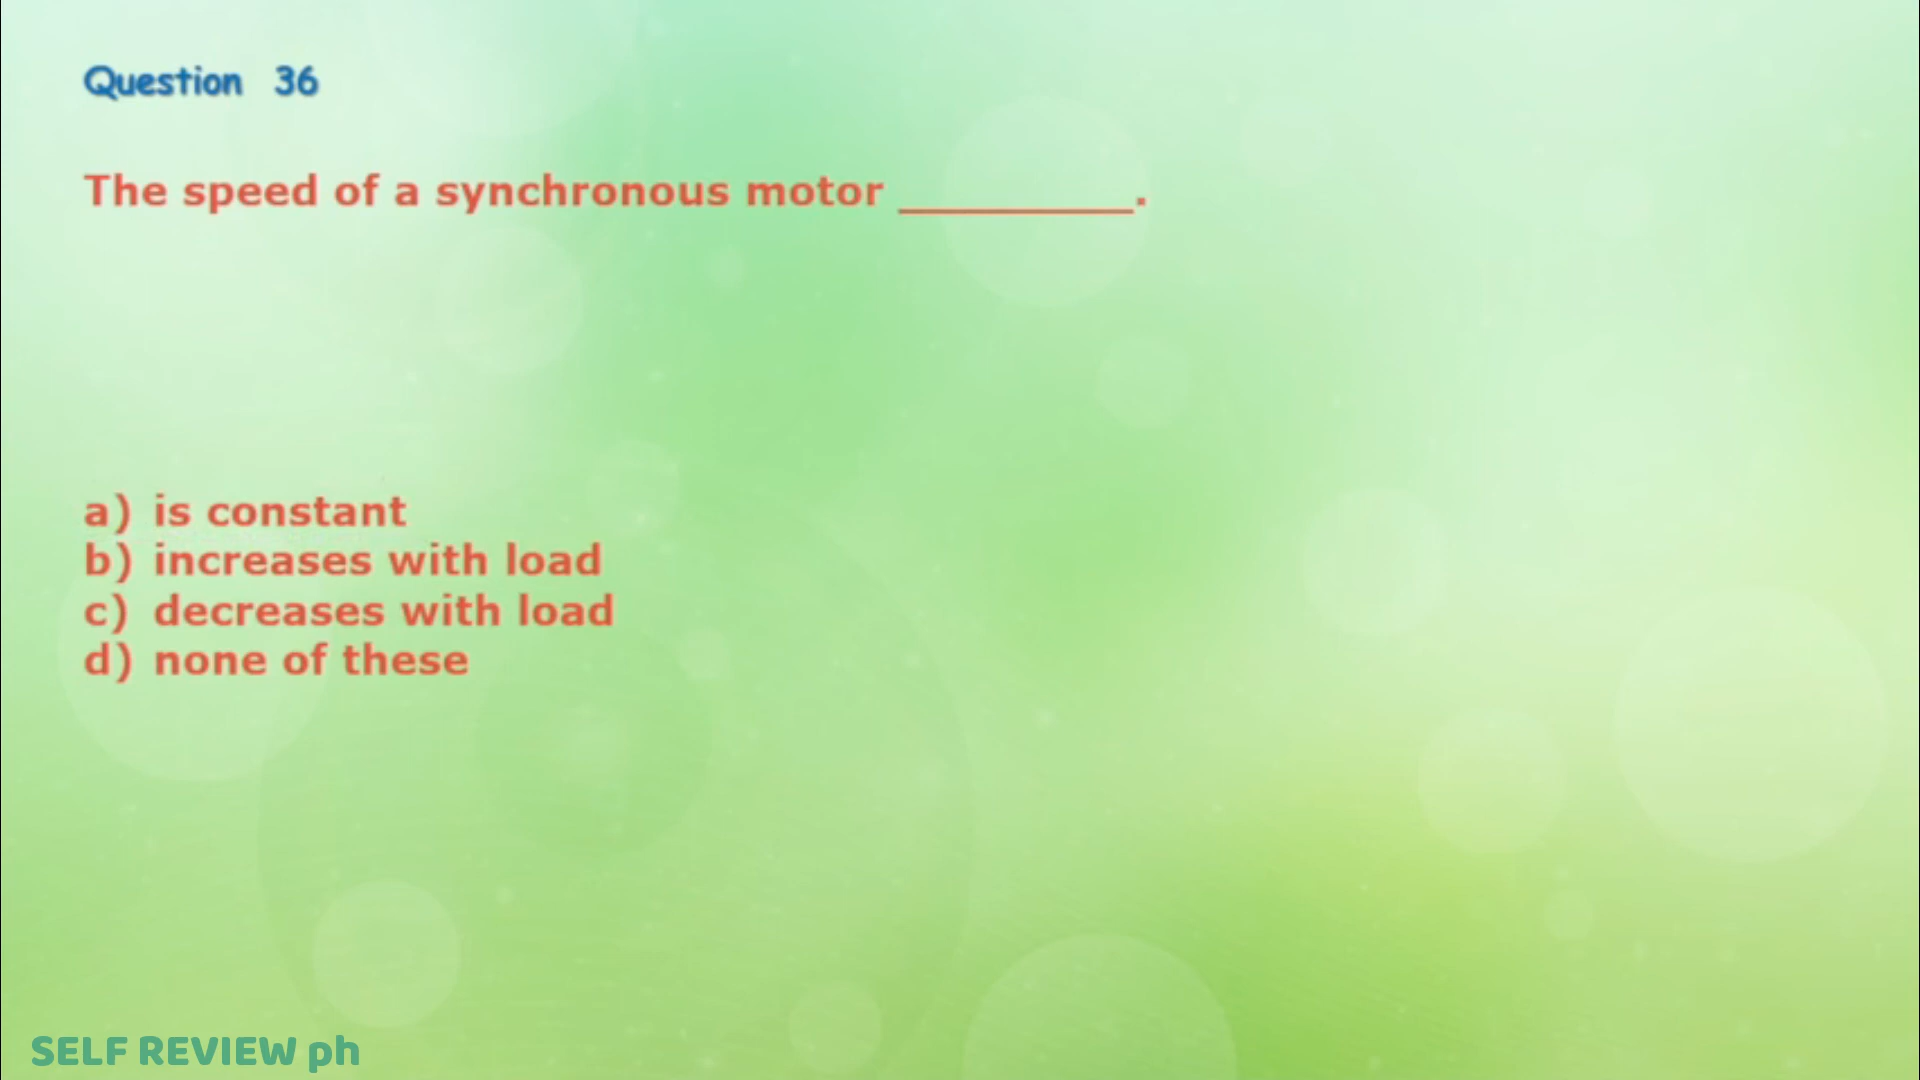 Question 36
The speed of a synchronous motor ___________.
a) is constant
b) increases with load
c) decreases with load
d) none of these
SELF REVIEW ph